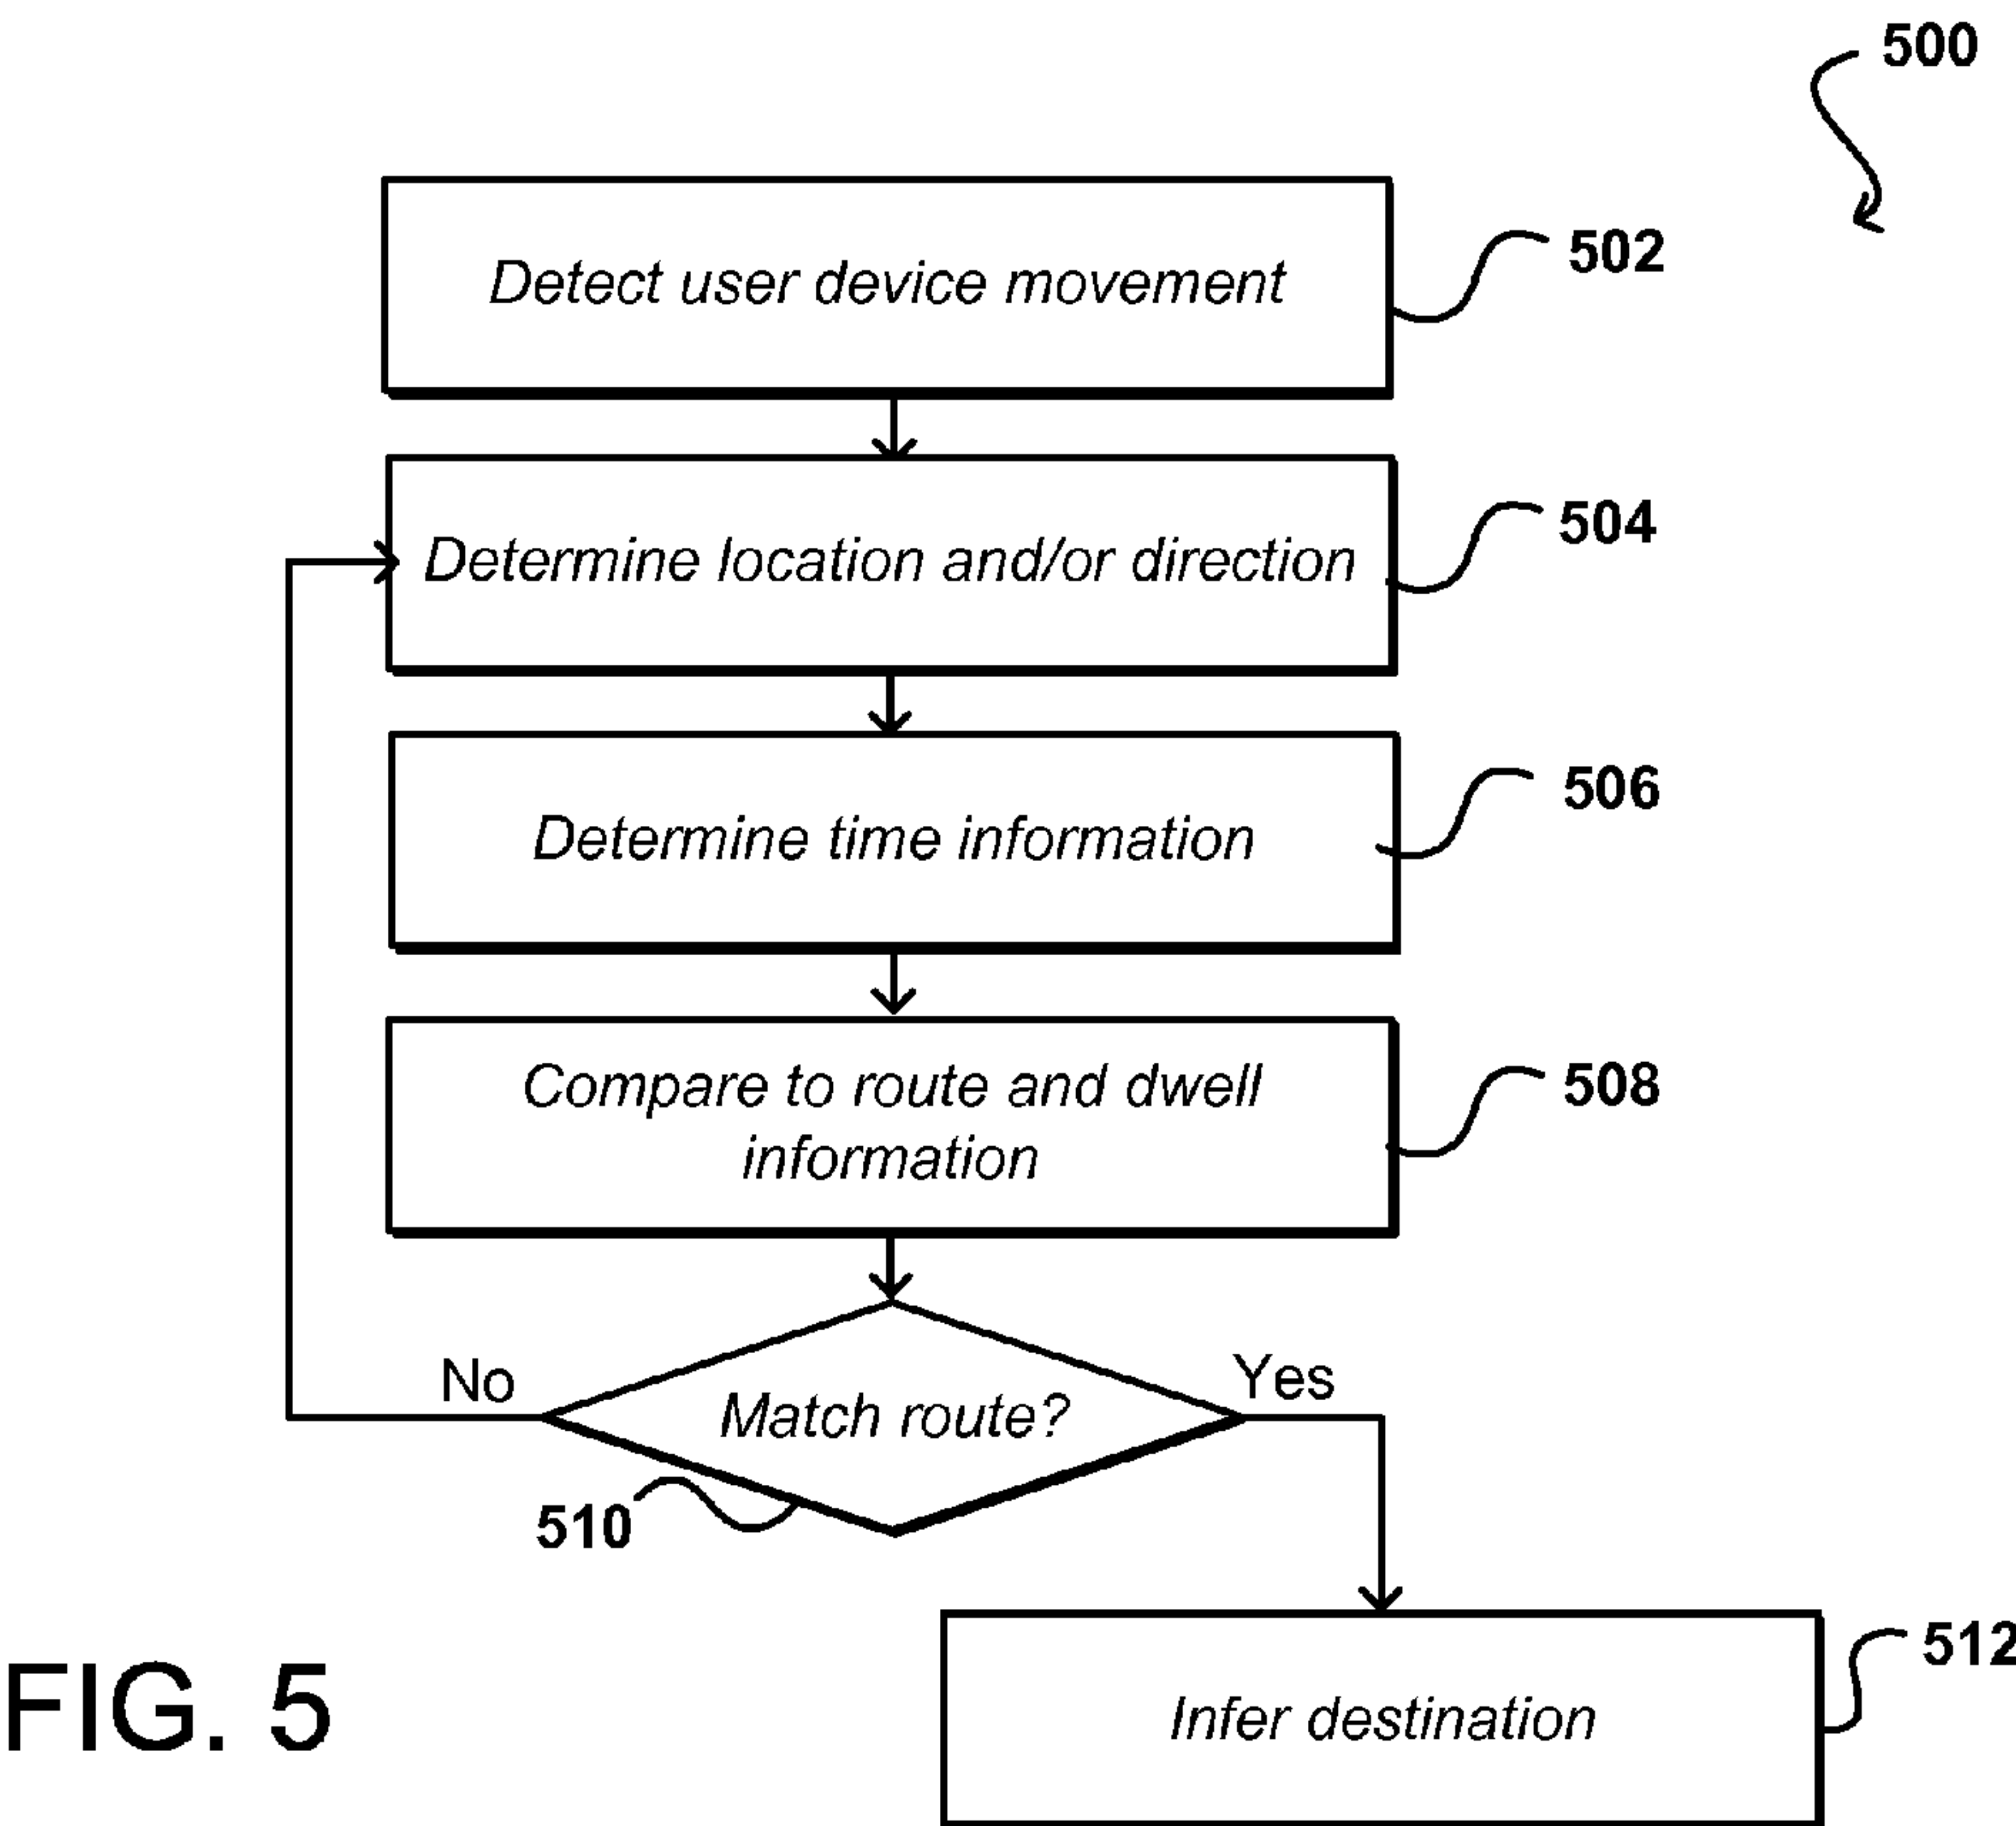 500
Detect user device movement
502
Determine location and/or direction
504
Determine time information
506
Compare to route and dwell
information
508
No
Yes
Match route?
510
512
Infer destination
FIG. 5